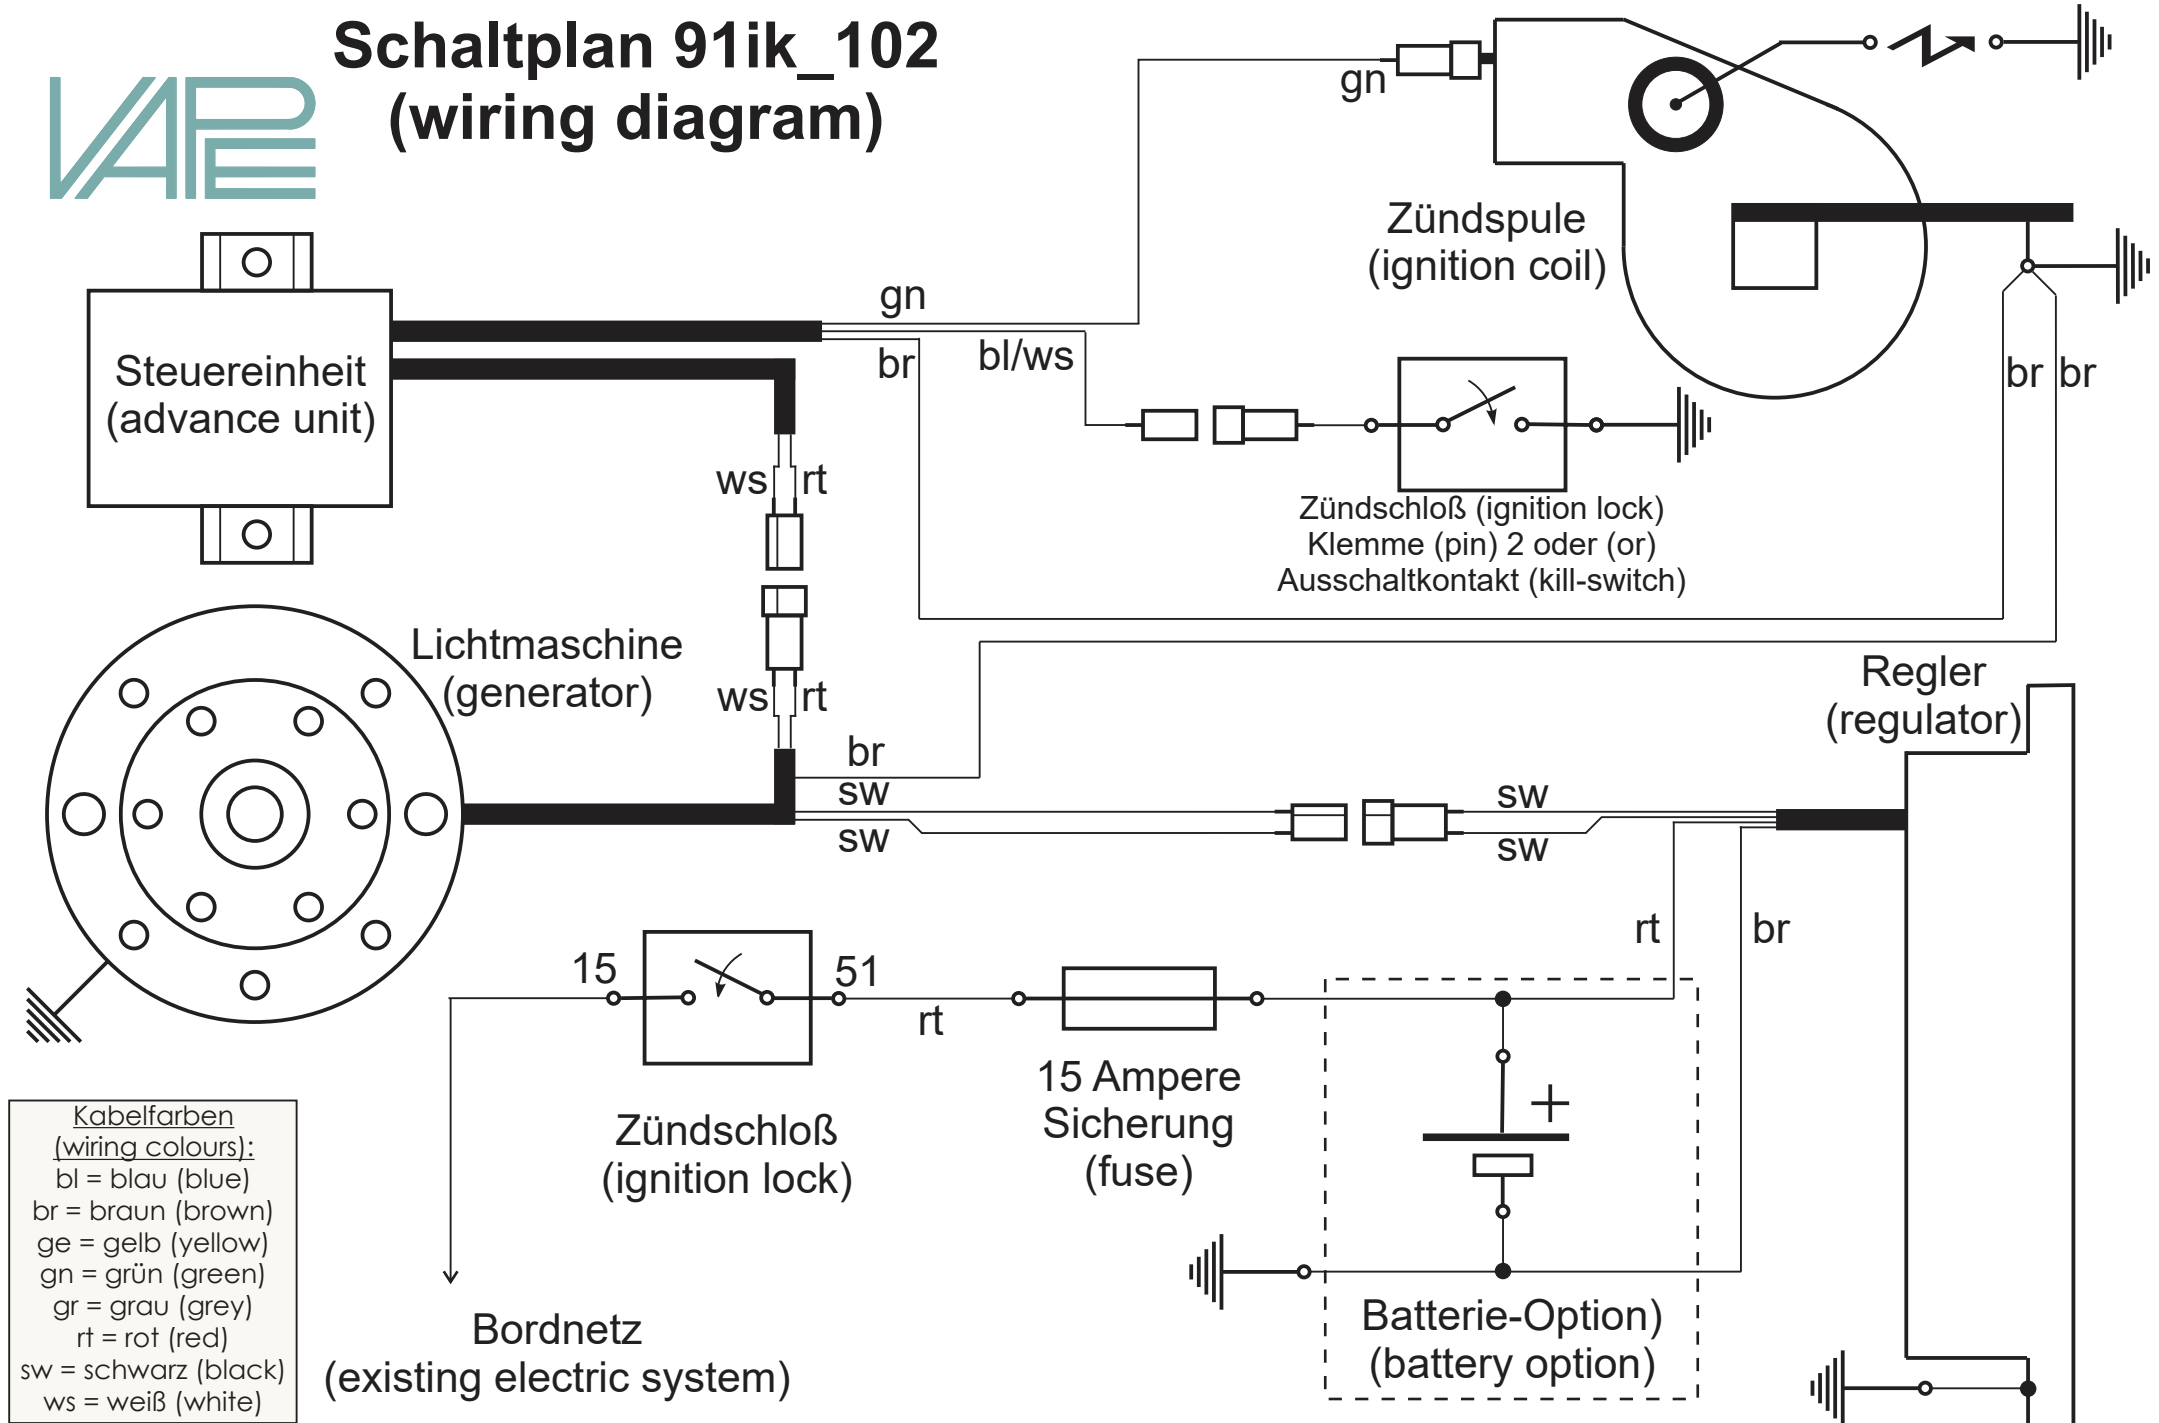 Schaltplan 91ik_102
(wiring diagram)
VAPE
gn
Zündspule
(ignition coil)
gn
br
bl/ws
br
br
Steuereinheit
(advance unit)
ws
rt
Zündschloß (ignition lock)
Klemme (pin) 2 oder (or)
Ausschaltkontakt (kill-switch)
Lichtmaschine
(generator)
ws
rt
Regler
(regulator)
br
sw
sw
sw
sw
rt
br
15
51
rt
15 Ampere
Sicherung
(fuse)
Zündschloß
(ignition lock)
+
Bordnetz
(existing electric system)
Batterie-Option)
(battery option)
Kabelfarben
(wiring colours):
bl = blau (blue)
br = braun (brown)
ge = gelb (yellow)
gn = grün (green)
gr = grau (grey)
rt = rot (red)
sw = schwarz (black)
ws = weiß (white)